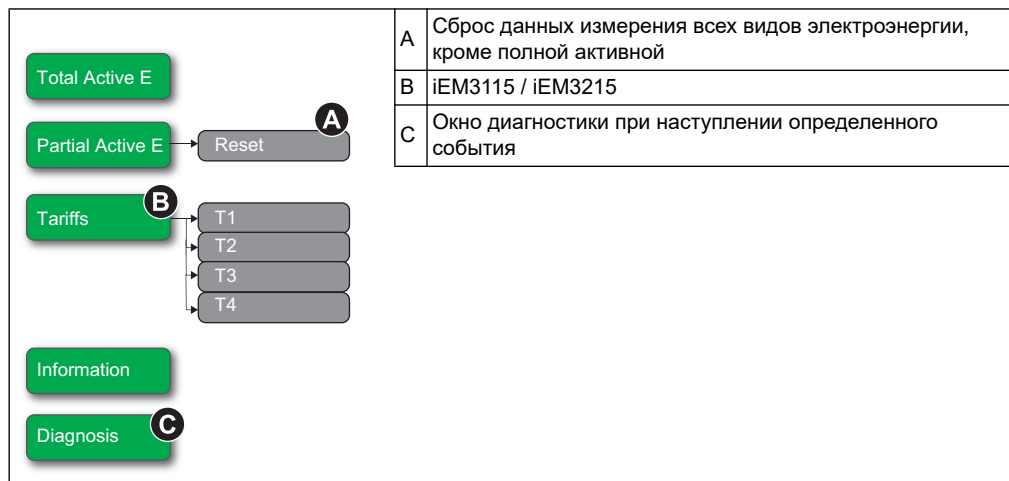 Total Active E
Partial Active E
Reset
A
Tariffs
B
T1
T2
T3
T4
Information
Diagnosis
C
A
Сброс данных измерения всех видов электроэнергии,
кроме полной активной
B
iEM3115 / iEM3215
C
Окно диагностики при наступлении определенного
события